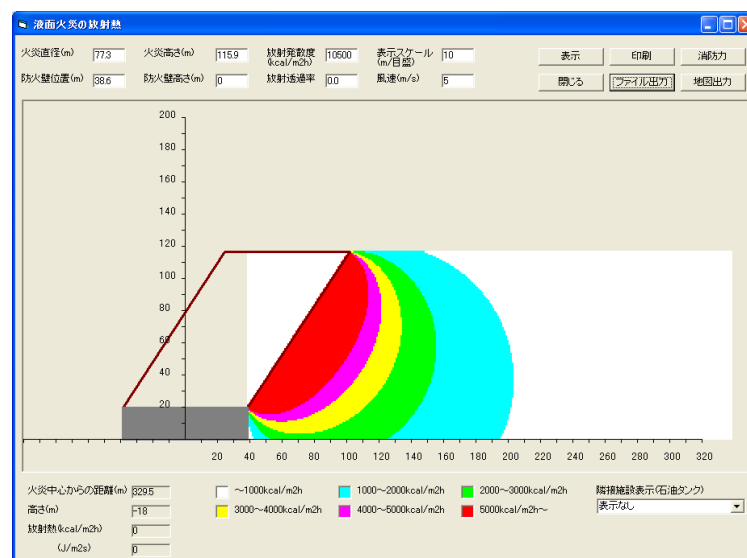 液面火災の放射熱
火炎直径(m) 77.3 火炎高さ(m) 115.9 放射発散度(kcal/m2h) 10500 表示スケール(m/目盛) 10 表示 印刷 消防力
防火壁位置(m) 38.6 防火壁高さ(m) 0 放射透過率 0.0 風速(m/s) 5 閉じる ファイル出力 地図出力
200
180
160
140
120
100
80
60
40
20
20 40 60 80 100 120 140 160 180 200 220 240 260 280 300 320
火炎中心からの距離(m) 329.5 ～1000kcal/m2h 1000～2000kcal/m2h 2000～3000kcal/m2h 隣接施設表示(石油タンク)
高さ(m) -18 3000～4000kcal/m2h 4000～5000kcal/m2h 5000kcal/m2h～ 表示なし
放射熱(kcal/m2h) 0
(J/m2s) 0